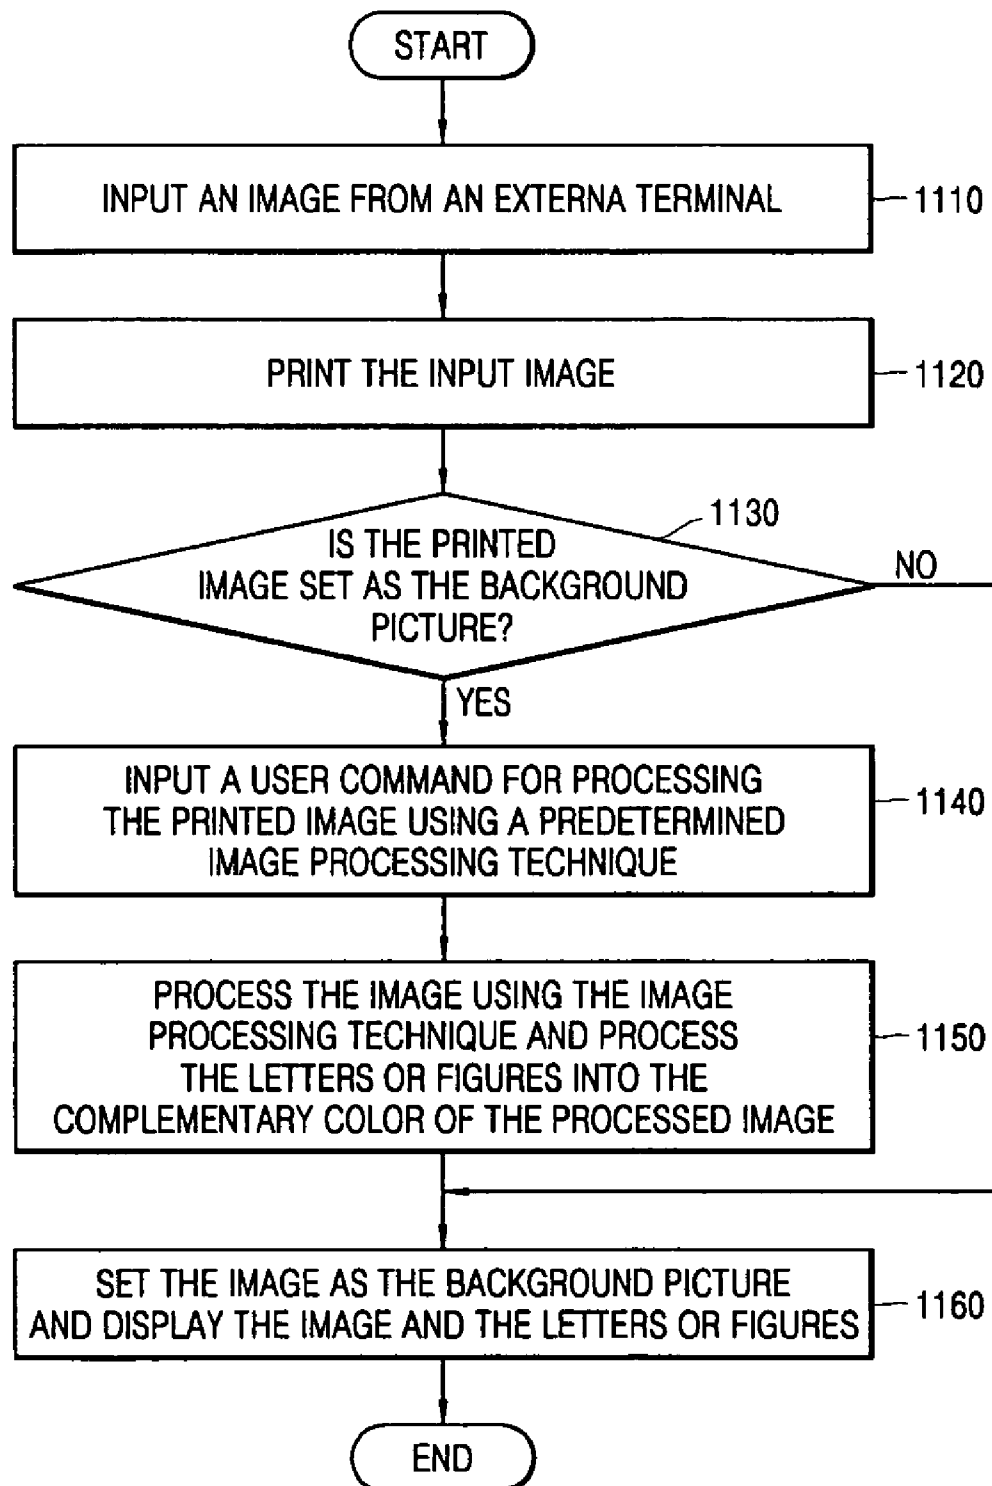 START
INPUT AN IMAGE FROM AN EXTERNA TERMINAL
1110
PRINT THE INPUT IMAGE
1120
1130
IS THE PRINTED
IMAGE SET AS THE BACKGROUND
PICTURE?
NO
YES
INPUT A USER COMMAND FOR PROCESSING
THE PRINTED IMAGE USING A PREDETERMINED
IMAGE PROCESSING TECHNIQUE
1140
PROCESS THE IMAGE USING THE IMAGE
PROCESSING TECHNIQUE AND PROCESS
THE LETTERS OR FIGURES INTO THE
COMPLEMENTARY COLOR OF THE PROCESSED IMAGE
1150
SET THE IMAGE AS THE BACKGROUND PICTURE
AND DISPLAY THE IMAGE AND THE LETTERS OR FIGURES
1160
END